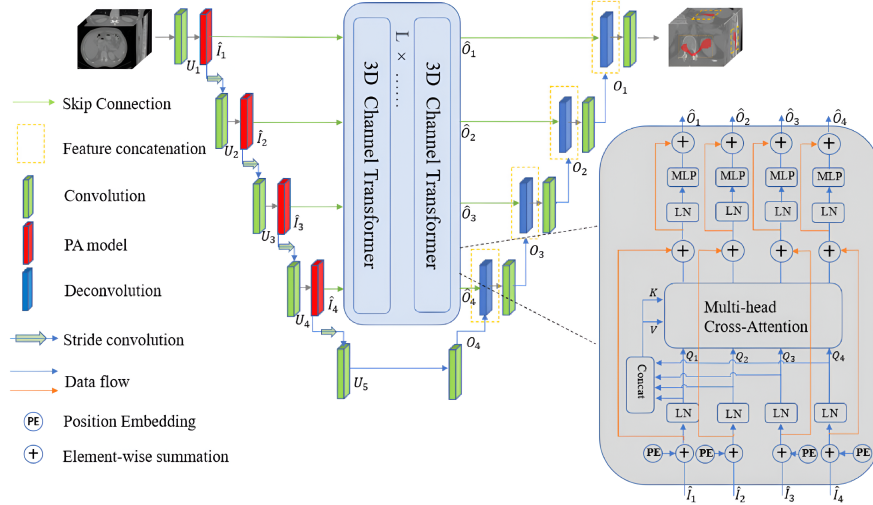 U₁
Î₁
U₂
Î₂
U₃
Î₃
U₄
Î₄
U₅
3D Channel Transformer
L × ......
3D Channel Transformer
Ô₁
Ô₂
Ô₃
Ô₄
O₄
O₃
O₂
O₁
Skip Connection
Feature concatenation
Convolution
PA model
Deconvolution
Stride convolution
Data flow
PE Position Embedding
+ Element-wise summation
Ô₁ Ô₂ Ô₃ Ô₄
+ + + +
MLP MLP MLP MLP
LN LN LN LN
+ + + +
K
V
Multi-head
Cross-Attention
Q₁ Q₂ Q₃ Q₄
Concat
LN LN LN LN
PE + PE + + PE + PE
Î₁ Î₂ Î₃ Î₄